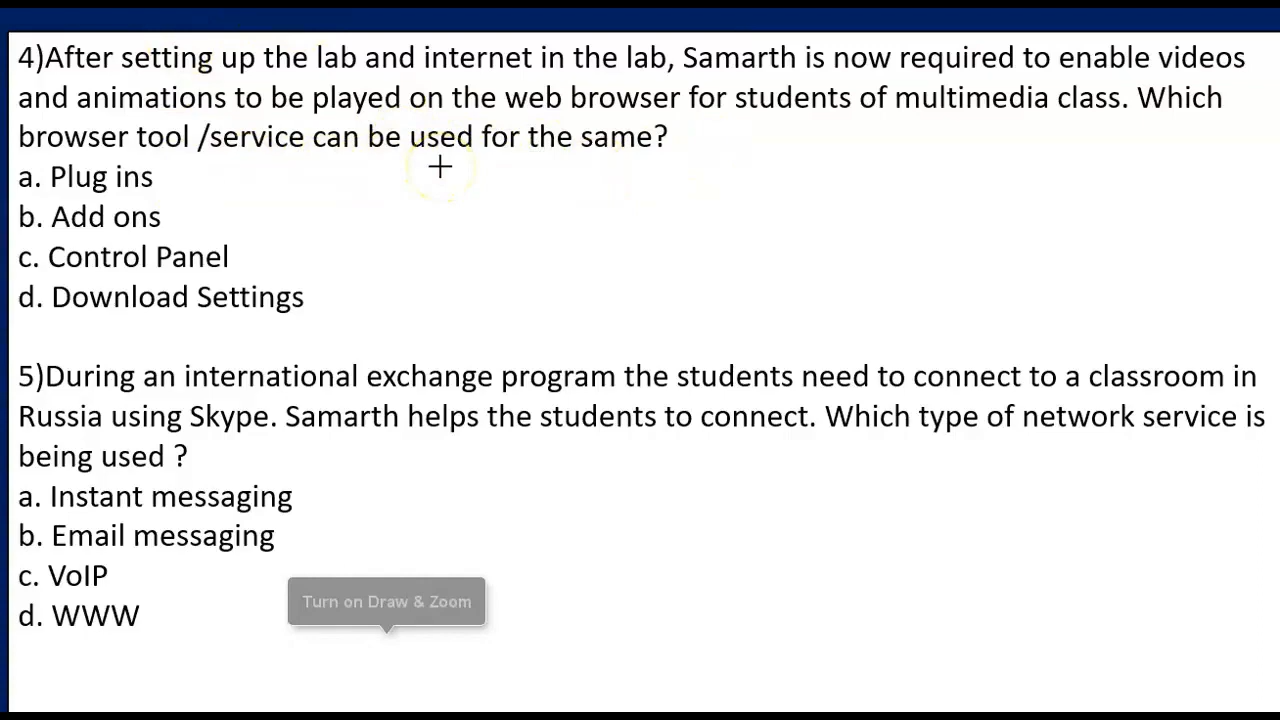 4)After setting up the lab and internet in the lab, Samarth is now required to enable videos
and animations to be played on the web browser for students of multimedia class. Which
browser tool /service can be used for the same?
a. Plug ins
b. Add ons
c. Control Panel
d. Download Settings
5)During an international exchange program the students need to connect to a classroom in
Russia using Skype. Samarth helps the students to connect. Which type of network service is
being used ?
a. Instant messaging
b. Email messaging
c. VoIP
Turn on Draw & Zoom
d. WWW